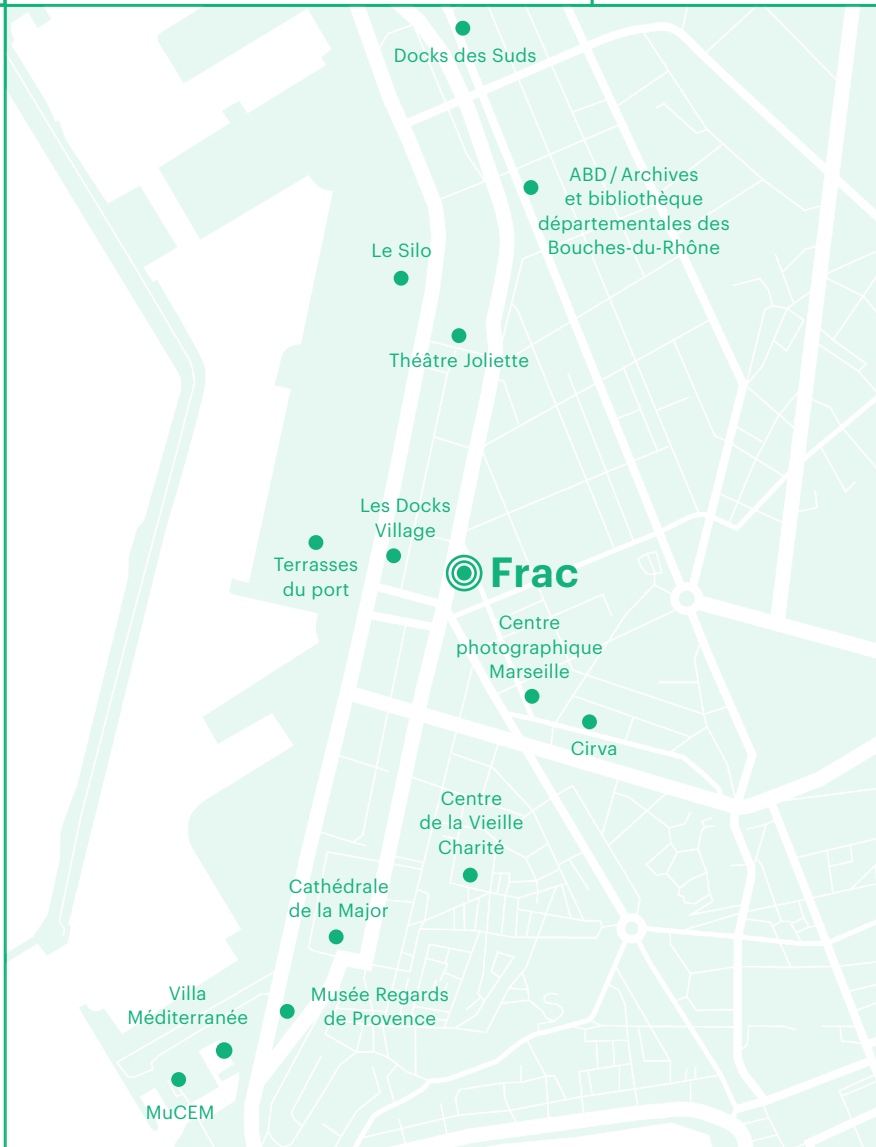 Docks des Suds
ABD / Archives
et bibliothèque
départementales des
Bouches-du-Rhône
Le Silo
Théâtre Joliette
Les Docks
Village
Terrasses
du port
Frac
Centre
photographique
Marseille
Cirva
Centre
de la Vieille
Charité
Cathédrale
de la Major
Villa
Méditerranée
Musée Regards
de Provence
MuCEM